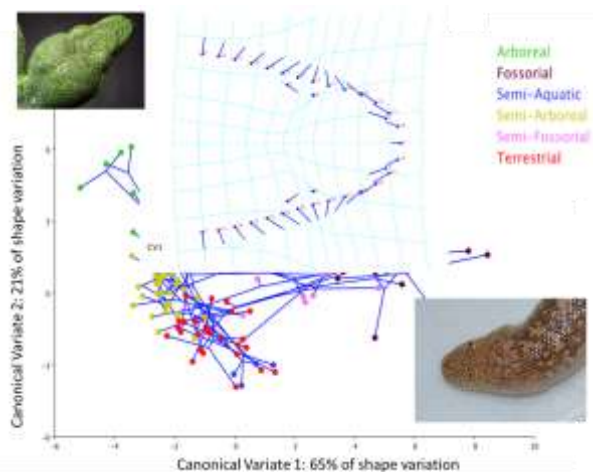 Arboreal
Fossorial
Semi-Aquatic
Semi-Arboreal
Semi-Fossorial
Terrestrial
Canonical Variate 2: 21% of shape variation
CV1
Canonical Variate 1: 65% of shape variation